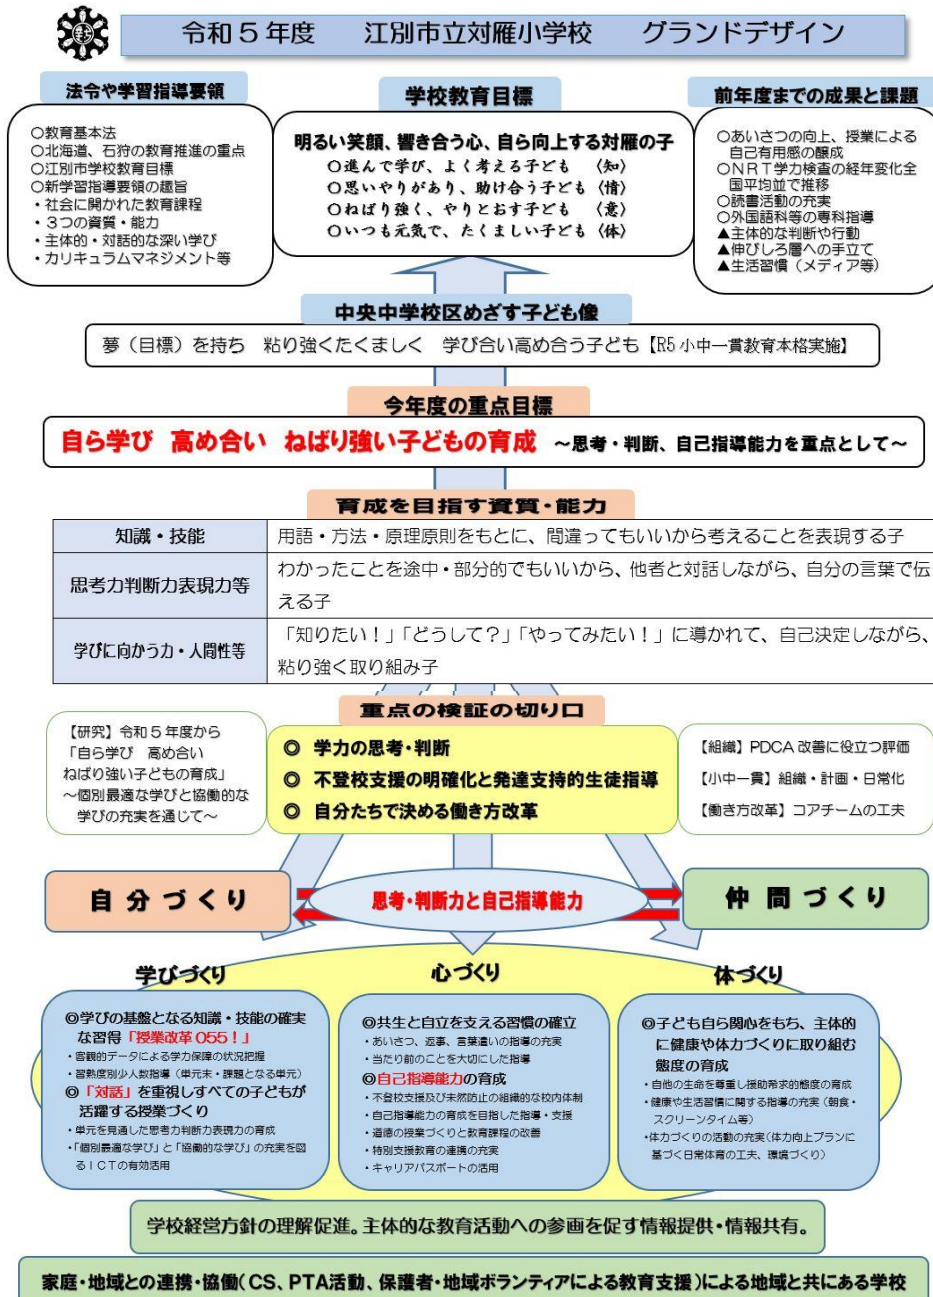 令和５年度　江別市立対雁小学校　グランドデザイン
法令や学習指導要領
○教育基本法
○北海道、石狩の教育推進の重点
○江別市学校教育目標
○新学習指導要領の趣旨
・社会に開かれた教育課程
・３つの資質・能力
・主体的・対話的な深い学び
・カリキュラムマネジメント等
学校教育目標
明るい笑顔、響き合う心、自ら向上する対雁の子
○進んで学び、よく考える子ども　〈知〉
○思いやりがあり、助け合う子ども〈情〉
○ねばり強く、やりとおす子ども　〈意〉
○いつも元気で、たくましい子ども〈体〉
前年度までの成果と課題
○あいさつの向上、授業による
自己有用感の醸成
○ＮＲＴ学力検査の経年変化全
国平均並で推移
○読書活動の充実
○外国語科等の専科指導
▲主体的な判断や行動
▲伸びしろ層への手立て
▲生活習慣（メディア等）
中央中学校区めざす子ども像
夢（目標）を持ち　粘り強くたくましく　学び合い高め合う子ども【R5 小中一貫教育本格実施】
今年度の重点目標
自ら学び　高め合い　ねばり強い子どもの育成　～思考・判断、自己指導能力を重点として～
育成を目指す資質・能力
知識・技能
用語・方法・原理原則をもとに、間違ってもいいから考えることを表現する子
思考力判断力表現力等
わかったことを途中・部分的でもいいから、他者と対話しながら、自分の言葉で伝
える子
学びに向かう力・人間性等
「知りたい！」「どうして？」「やってみたい！」に導かれて、自己決定しながら、
粘り強く取り組み子
重点の検証の切り口
【研究】令和５年度から
「自ら学び　高め合い
ねばり強い子どもの育成」
～個別最適な学びと協働的な
学びの充実を通じて～
◎ 学力の思考・判断
◎ 不登校支援の明確化と発達支持的生徒指導
◎ 自分たちで決める働き方改革
【組織】PDCA 改善に役立つ評価
【小中一貫】組織・計画・日常化
【働き方改革】コアチームの工夫
自分づくり
思考・判断力と自己指導能力
仲間づくり
学びづくり
◎学びの基盤となる知識・技能の確実
な習得「授業改革 055！」
・客観的データによる学力保障の状況把握
・習熟度別少人数指導（単元末・課題となる単元）
◎「対話」を重視しすべての子どもが
活躍する授業づくり
・単元を見通した思考力判断力表現力の育成
・「個別最適な学び」と「協働的な学び」の充実を図
るＩＣＴの有効活用
心づくり
◎共生と自立を支える習慣の確立
・あいさつ、返事、言葉遣いの指導の充実
・当たり前のことを大切にした指導
◎自己指導能力の育成
・不登校支援及び未然防止の組織的な校内体制
・自己指導能力の育成を目指した指導・支援
・道徳の授業づくりと教育課程の改善
・特別支援教育の連携の充実
・キャリアパスポートの活用
体づくり
◎子ども自ら関心をもち、主体的
に健康や体力づくりに取り組む
態度の育成
・自他の生命を尊重し援助希求的態度の育成
・健康や生活習慣に関する指導の充実（朝食・
スクリーンタイム等）
・体力づくりの活動の充実（体力向上プランに
基づく日常体育の工夫、環境づくり）
学校経営方針の理解促進。主体的な教育活動への参画を促す情報提供・情報共有。
家庭・地域との連携・協働（CS、PTA活動、保護者・地域ボランティアによる教育支援）による地域と共にある学校